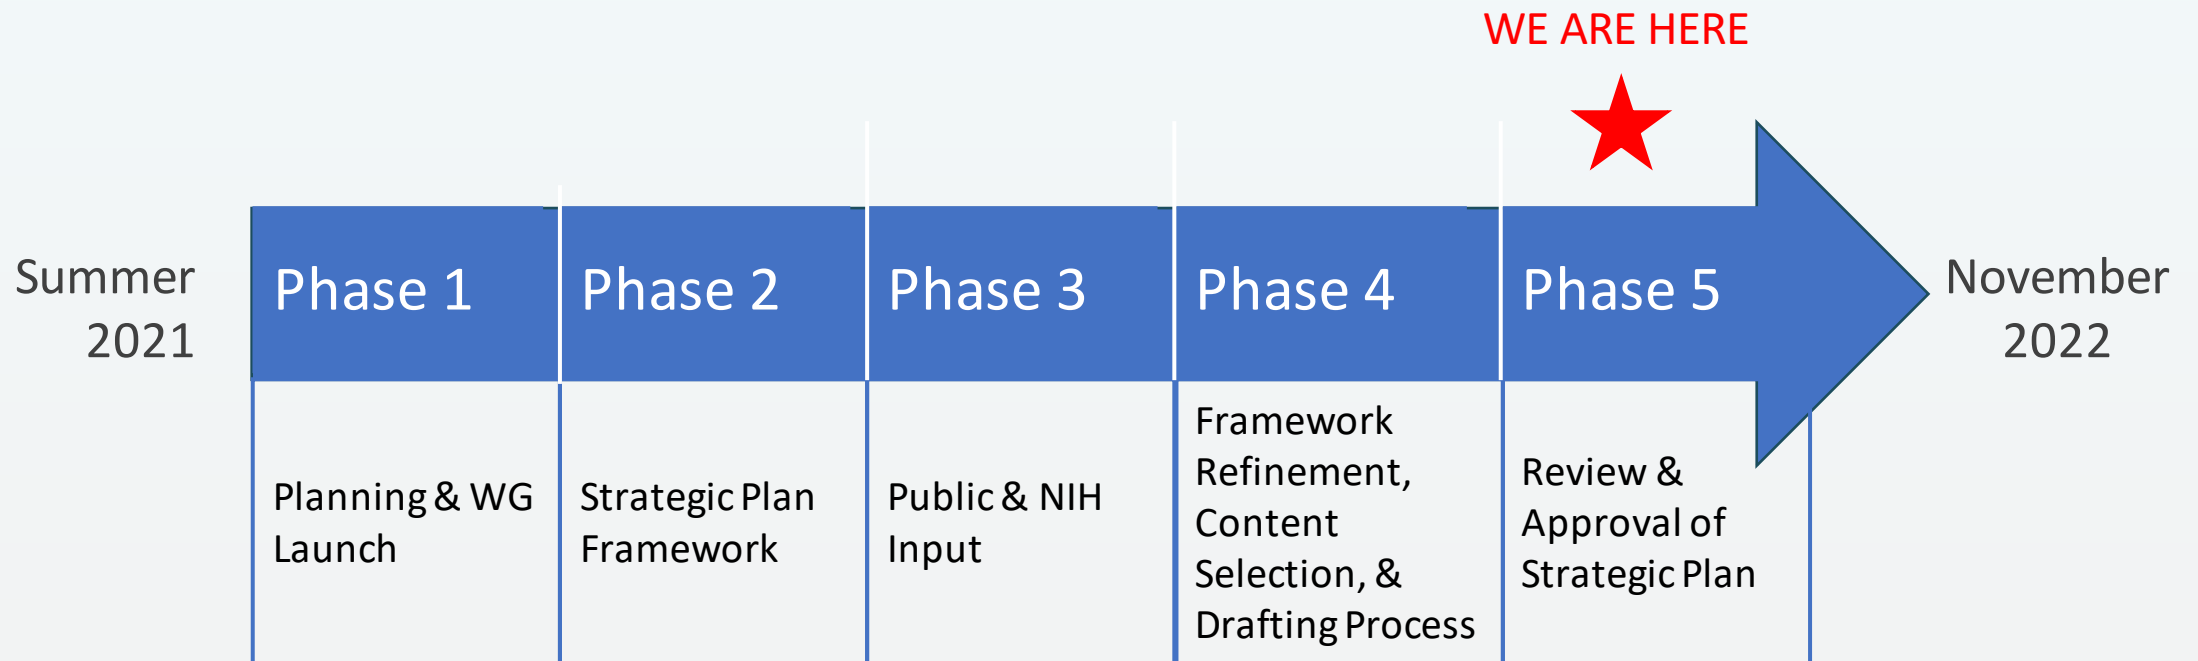 WE ARE HERE
Summer
2021
Phase 1
Phase 2
Phase 3
Phase 4
Phase 5
November
2022
Planning & WG
Launch
Strategic Plan
Framework
Public & NIH
Input
Framework
Refinement,
Content
Selection, &
Drafting Process
Review &
Approval of
Strategic Plan